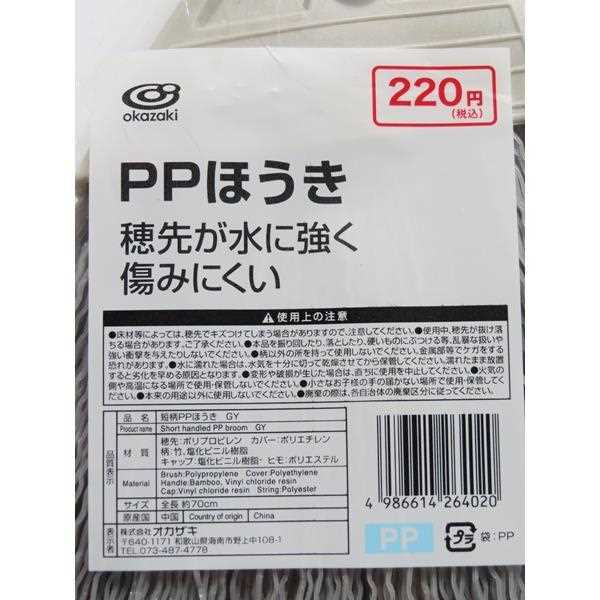 okazaki
220円
(税込)
PPほうき
穂先が水に強く
傷みにくい
⚠使用上の注意
●床材等によっては、穂先でキズつけてしまう場合がありますので、注意してください。●使用中、穂先が抜け落
ちる場合があります。ご了承ください。●本品を振り回したり、落としたり、硬いものにぶつける等、乱暴な扱いや
強い衝撃を与えたりしないでください。●柄以外の所を持って使用しないでください。金属部等でケガをする
恐れがあります。●水に濡れた場合は、水気を十分に切って乾燥させてから保管してください。濡れたまま放置
すると劣化を早める原因となります。●変形や破損が生じた場合は、直ちに使用を中止してください。●火気の
側や高温になる場所で使用・保管しないでください。●小さなお子様の手の届かない場所で使用・保管してく
ださい。●本来の用途以外に使用しないでください。●廃棄の際は、各自治体の廃棄区分に従ってください。
品質表示
品名 短柄PPほうき GY
Product name Short handled PP broom GY
材質 穂先:ポリプロピレン カバー:ポリエチレン
柄:竹、塩化ビニル樹脂
キャップ:塩化ビニル樹脂 ヒモ:ポリエステル
Material Brush:Polypropylene Cover:Polyethylene
Handle:Bamboo, Vinyl chloride resin
Cap:Vinyl chloride resin String:Polyester
サイズ 全長 約70cm
原産国 中国 Country of origin China
表示者 株式会社オカザキ
〒640-1171 和歌山県海南市野上中108-1
TEL 073-487-4778
4 986614 264020
PP
プラ 袋:PP